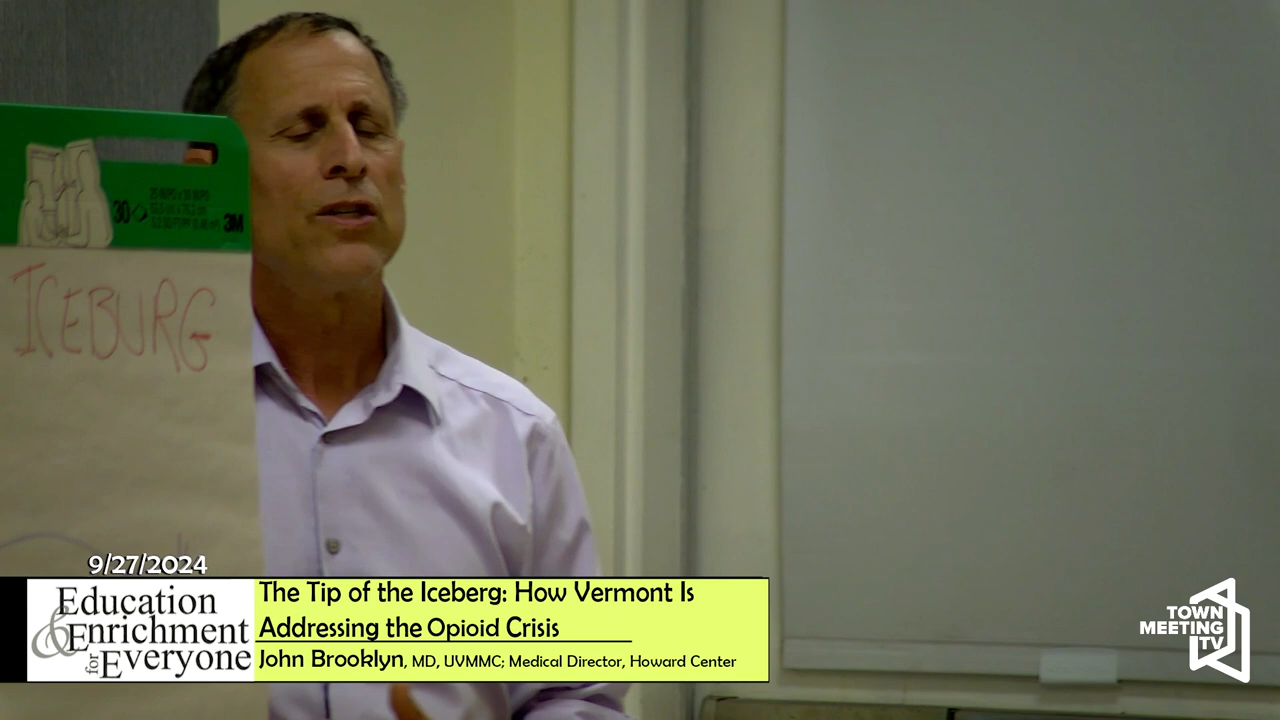 30
3M
ICEBURG
9/27/2024
Education
& Enrichment
for Everyone
The Tip of the Iceberg: How Vermont Is
Addressing the Opioid Crisis
John Brooklyn, MD, UVMMC; Medical Director, Howard Center
TOWN
MEETING
TV